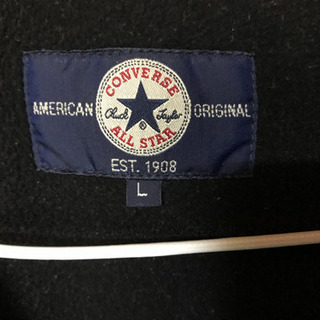 CONVERSE
AMERICAN Chuck Taylor ORIGINAL
®
ALL STAR
EST. 1908
L